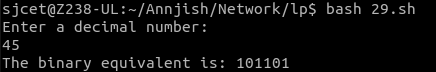 sjcet@Z238-UL:~/Annjish/Network/lp$ bash 29.sh
Enter a decimal number:
45
The binary equivalent is: 101101